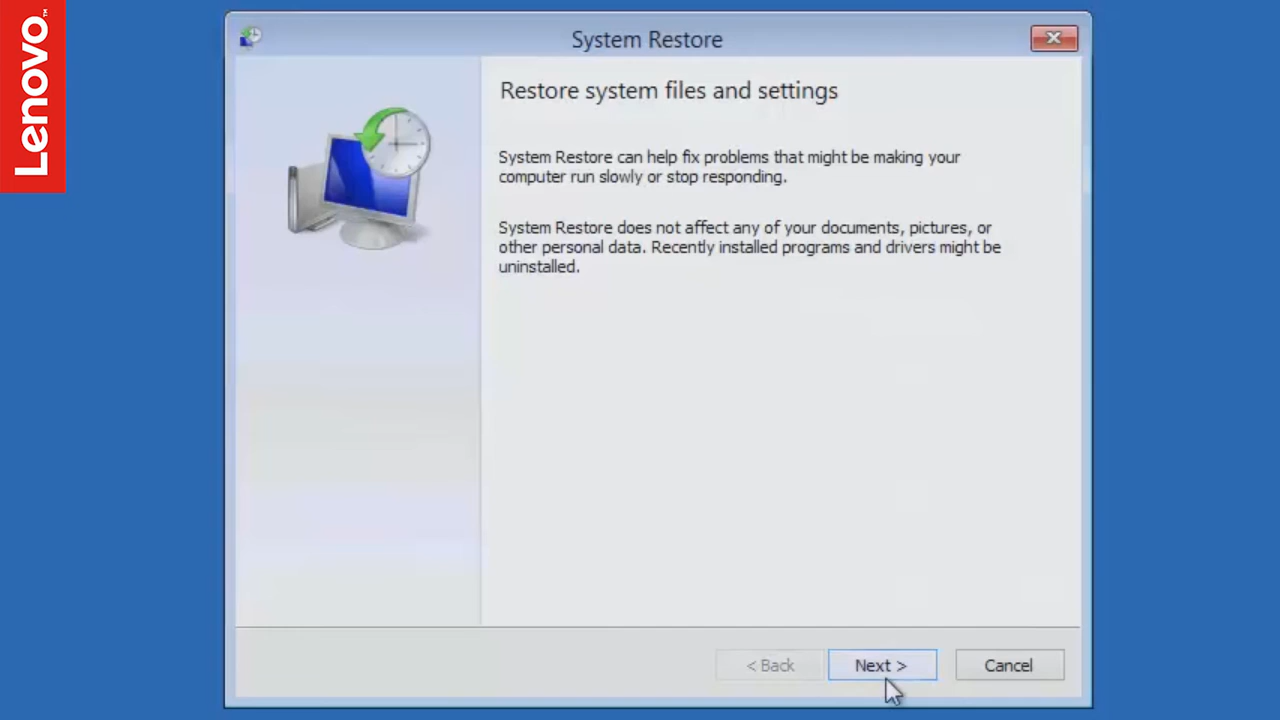 Lenovo™
System Restore
Restore system files and settings
System Restore can help fix problems that might be making your
computer run slowly or stop responding.
System Restore does not affect any of your documents, pictures, or
other personal data. Recently installed programs and drivers might be
uninstalled.
< Back
Next >
Cancel